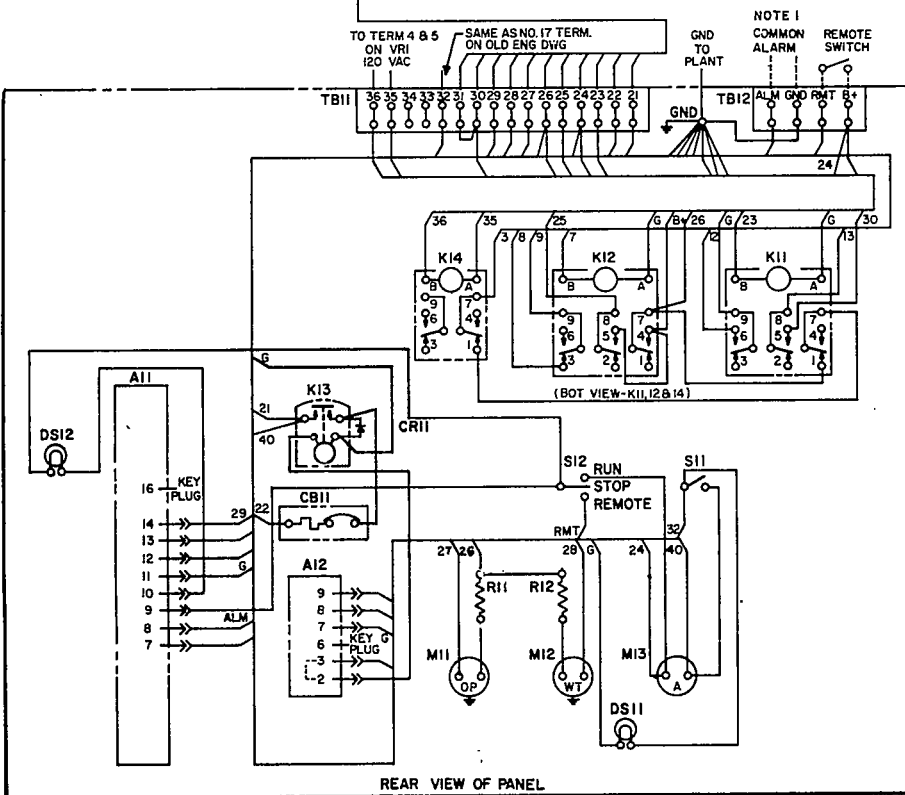 NOTE 1
TO TERM 4 & 5
ON VR1
120 VAC
SAME AS NO. 17 TERM.
ON OLD ENG DWG
GND
TO
PLANT
COMMON
ALARM
REMOTE
SWITCH
TB11
36 35 34 33 32 31 30 29 28 27 26 25 24 23 22 21
GND
TB12
ALM GND RMT B+
24
36 35 3 8 9 25 7 G B+ 26 12 G 23 G 13 30
K14
K12
K11
B A
B A
B A
9 7
6 4
3 1
9 8 7
6 5 4
3 2 1
9 8 7
6 5 4
3 2 1
(BOT VIEW-K11, 12 & 14)
G
A11
K13
21
40
CR11
DS12
S12
RUN
STOP
REMOTE
S11
16
KEY
PLUG
CB11
14
29 22
13
12
11
G
10
9
8
ALM
7
RMT
27 26 28 G 24 32
40
A12
9
8
7
6
KEY
PLUG
G
3
2
R11
R12
M11
OP
M12
WT
M13
A
DS11
REAR VIEW OF PANEL